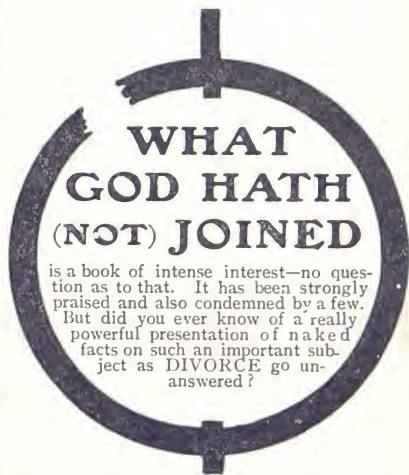 WHAT
GOD HATH
(NOT) JOINED
is a book of intense interest—no ques-
tion as to that. It has been strongly
praised and also condemned by a few.
But did you ever know of a really
powerful presentation of naked
facts on such an important sub-
ject as DIVORCE go un-
answered?